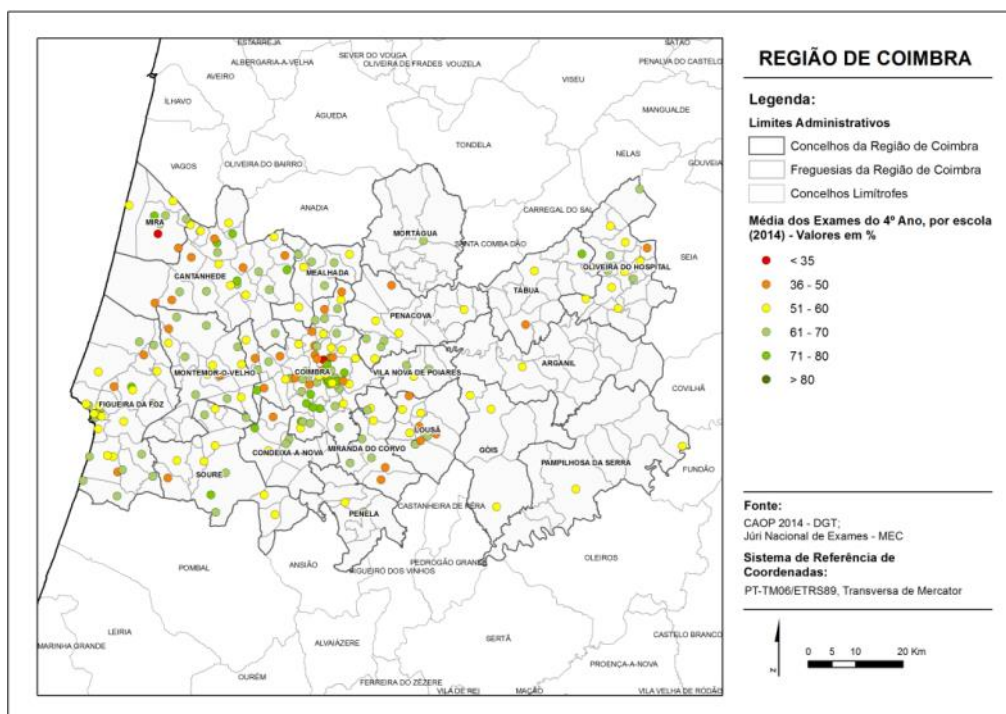 ESTARREJA
SEVER DO VOUGA
SATÃO
ALBERGARIA-A-VELHA
OLIVEIRA DE FRADES
VOUZELA
PENALVA DO CASTELO
AVEIRO
VISEU
ÍLHAVO
MANGUALDE
ÁGUEDA
TONDELA
NELAS
VAGOS
OLIVEIRA DO BAIRRO
GOUVEIA
ANADIA
CARREGAL DO SAL
MIRA
MORTÁGUA
SANTA COMBA DÃO
SEIA
CANTANHEDE
MEALHADA
OLIVEIRA DO HOSPITAL
TÁBUA
PENACOVA
ARGANIL
MONTEMOR-O-VELHO
COIMBRA
VILA NOVA DE POIARES
COVILHÃ
FIGUEIRA DA FOZ
LOUSÃ
CONDEIXA-A-NOVA
MIRANDA DO CORVO
GÓIS
PAMPILHOSA DA SERRA
SOURE
FUNDÃO
CASTANHEIRA DE PÊRA
PENELA
POMBAL
ANSIÃO
PEDROGÃO GRANDE
OLEIROS
FIGUEIRÓ DOS VINHOS
LEIRIA
MARINHA GRANDE
ALVAIÁZERE
SERTÃ
CASTELO BRANCO
PROENÇA-A-NOVA
OURÉM
FERREIRA DO ZÊZERE
VILA DE REI
MAÇÃO
VILA VELHA DE RÓDÃO
REGIÃO DE COIMBRA
Legenda:
Limites Administrativos
Concelhos da Região de Coimbra
Freguesias da Região de Coimbra
Concelhos Limítrofes
Média dos Exames do 4º Ano, por escola
(2014) - Valores em %
< 35
36 - 50
51 - 60
61 - 70
71 - 80
> 80
Fonte:
CAOP 2014 - DGT;
Júri Nacional de Exames - MEC
Sistema de Referência de
Coordenadas:
PT-TM06/ETRS89, Transversa de Mercator
N
0 5 10 20 Km